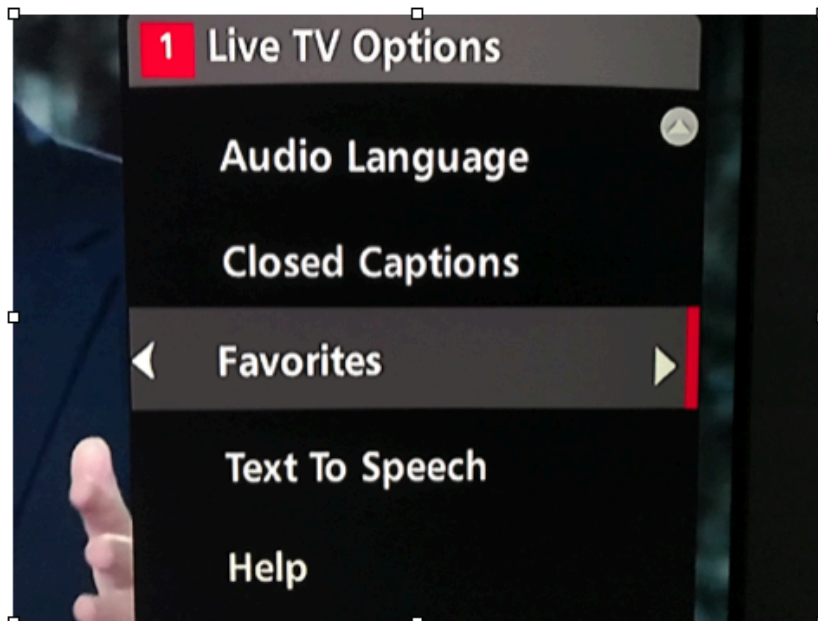 1 Live TV Options
Audio Language
Closed Captions
Favorites
Text To Speech
Help